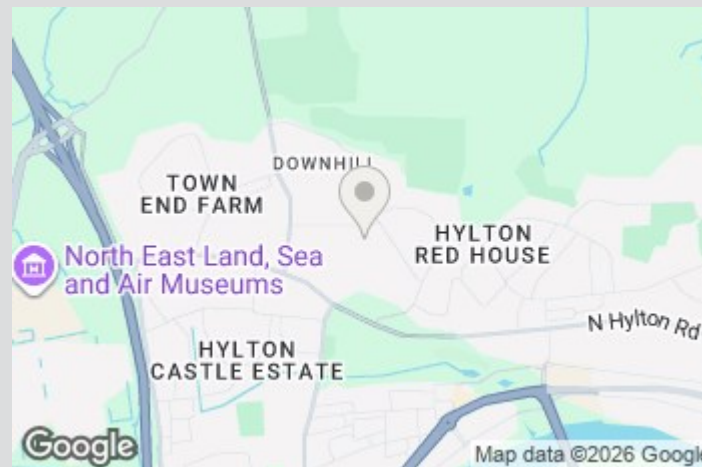 DOWNHILL
TOWN
END FARM
HYLTON
RED HOUSE
North East Land, Sea
and Air Museums
N Hylton Rd
HYLTON
CASTLE ESTATE
Google
Map data ©2026 Google